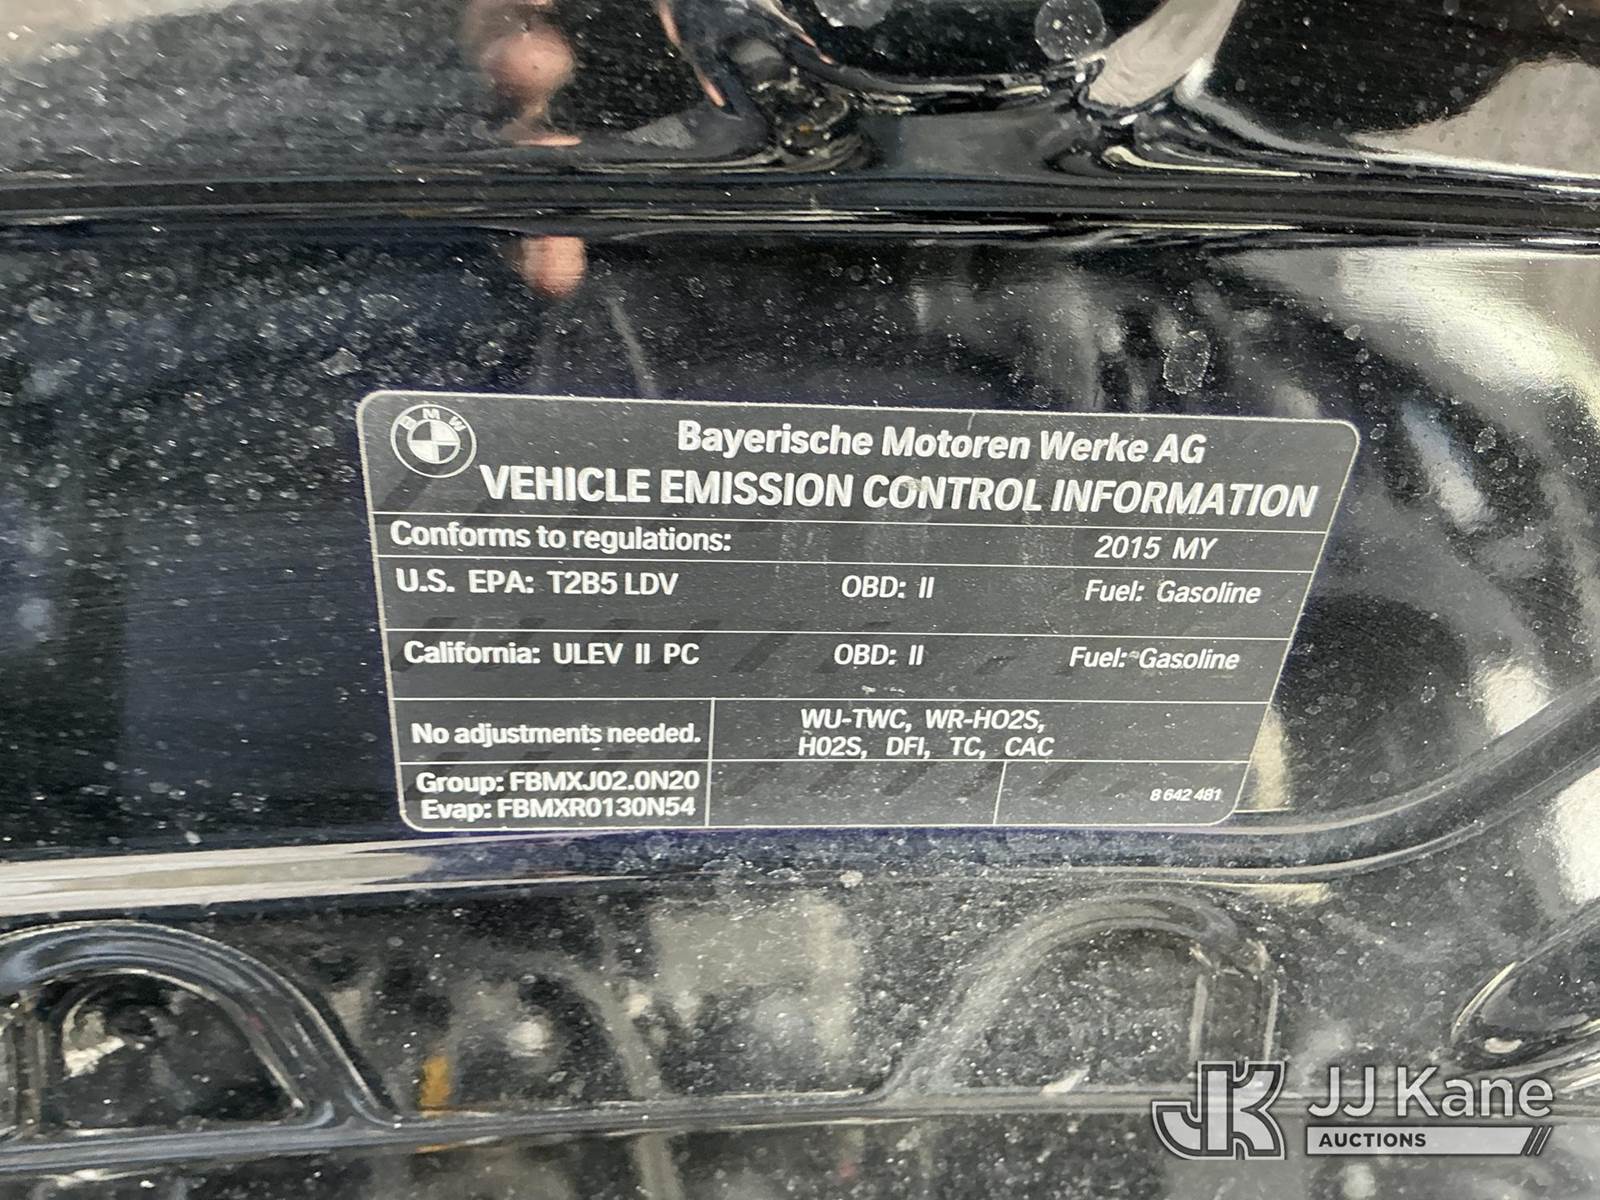 BMW
Bayerische Motoren Werke AG
VEHICLE EMISSION CONTROL INFORMATION
Conforms to regulations: 2015 MY
U.S. EPA: T2B5 LDV OBD: II Fuel: Gasoline
California: ULEV II PC OBD: II Fuel: Gasoline
No adjustments needed.
WU-TWC, WR-HO2S,
H02S, DFI, TC, CAC
Group: FBMXJ02.0N20
Evap: FBMXR0130N54
8 642 481
JK JJ Kane
AUCTIONS